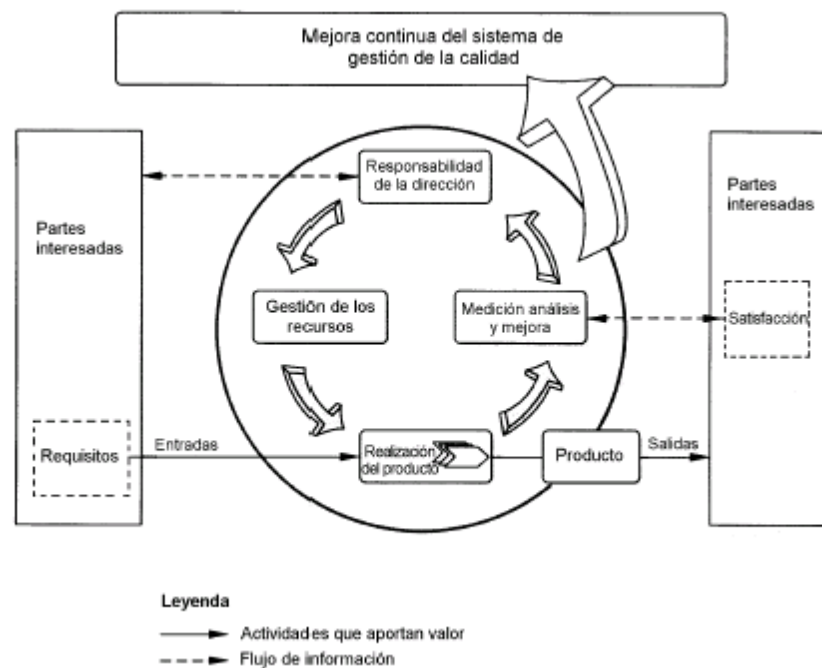 Mejora continua del sistema de
gestión de la calidad
Responsabilidad
de la dirección
Partes
interesadas
Partes
interesadas
Gestión de los
recursos
Medición análisis
y mejora
Satisfacción
Requisitos
Entradas
Realización
del producto
Producto
Salidas
Leyenda
Actividades que aportan valor
Flujo de información